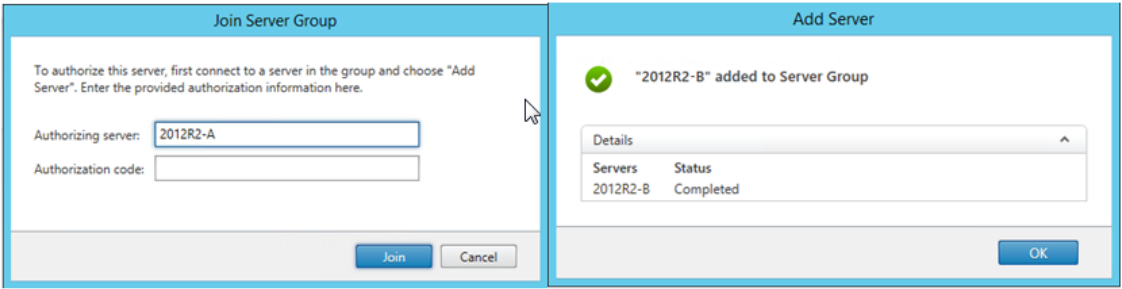 Join Server Group
To authorize this server, first connect to a server in the group and choose "Add
Server". Enter the provided authorization information here.
Authorizing server: 2012R2-A
Authorization code:
Join Cancel
Add Server
"2012R2-B" added to Server Group
Details
Servers Status
2012R2-B Completed
OK